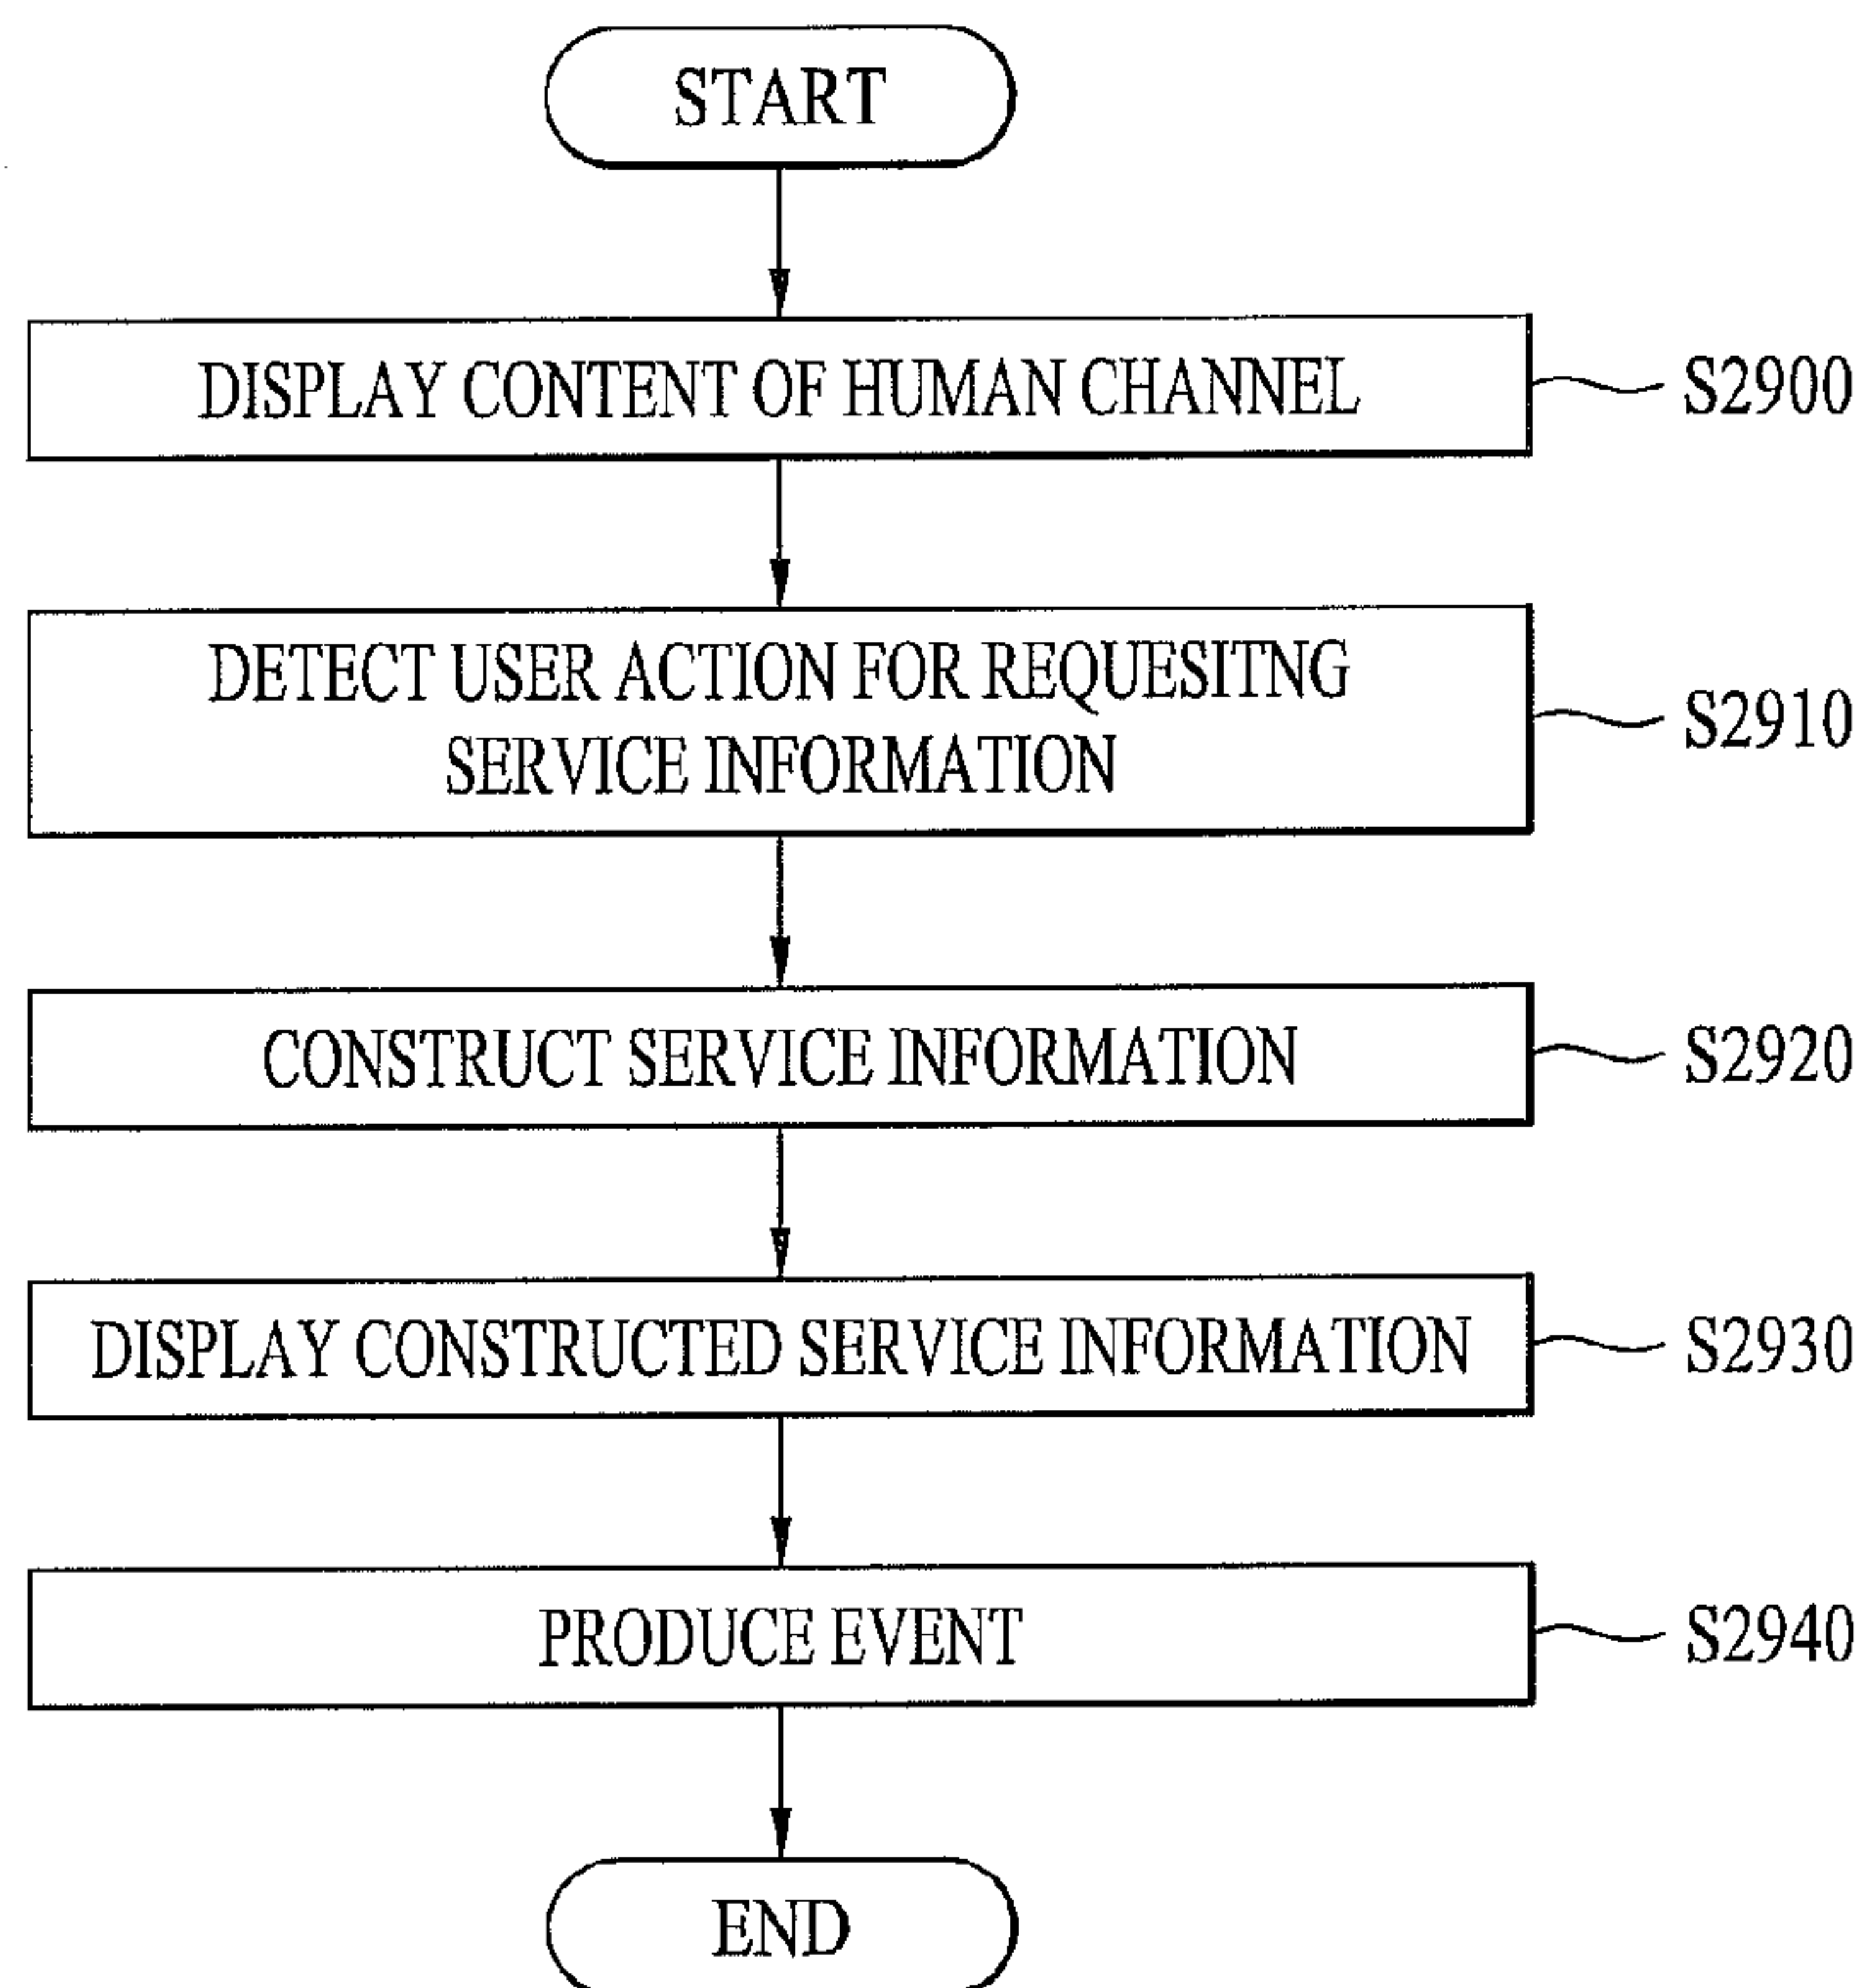 START
DISPLAY CONTENT OF HUMAN CHANNEL
S2900
DETECT USER ACTION FOR REQUESITNG
SERVICE INFORMATION
S2910
CONSTRUCT SERVICE INFORMATION
S2920
DISPLAY CONSTRUCTED SERVICE INFORMATION
S2930
PRODUCE EVENT
S2940
END